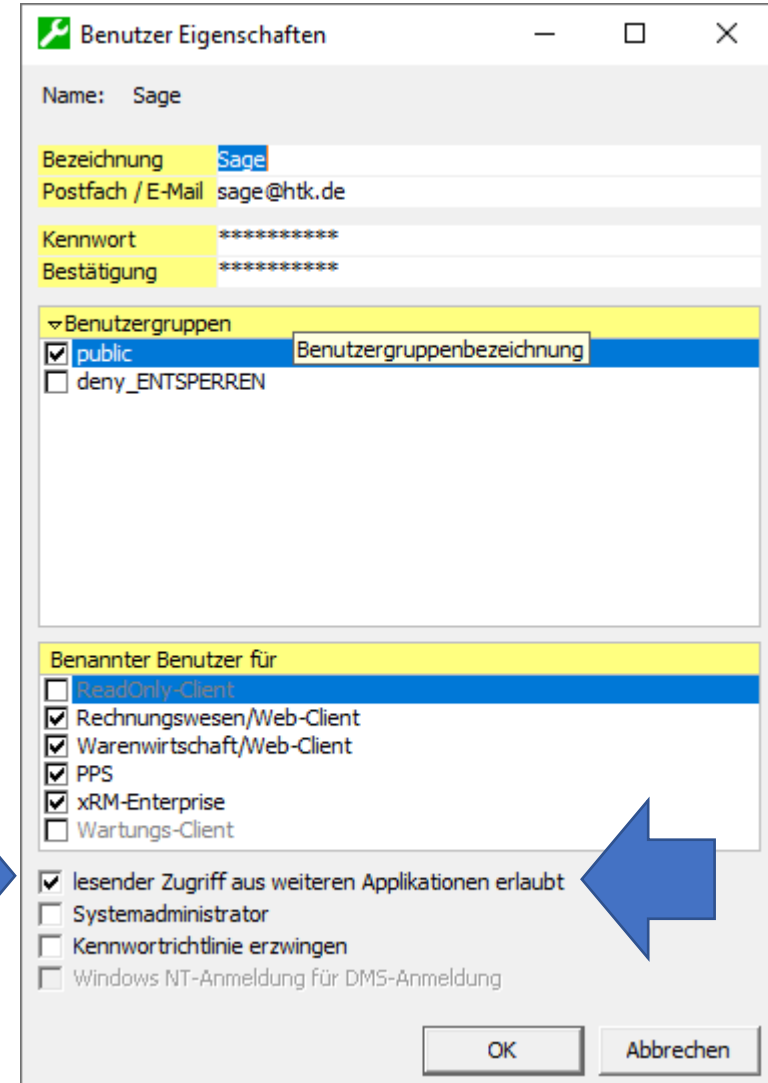 Benutzer Eigenschaften
Name: Sage
Bezeichnung Sage
Postfach / E-Mail sage@htk.de
Kennwort **********
Bestätigung **********
Benutzergruppen
public Benutzergruppenbezeichnung
deny_ENTSPERREN
Benannter Benutzer für
ReadOnly-Client
Rechnungswesen/Web-Client
Warenwirtschaft/Web-Client
PPS
xRM-Enterprise
Wartungs-Client
lesender Zugriff aus weiteren Applikationen erlaubt
Systemadministrator
Kennwortrichtlinie erzwingen
Windows NT-Anmeldung für DMS-Anmeldung
OK Abbrechen